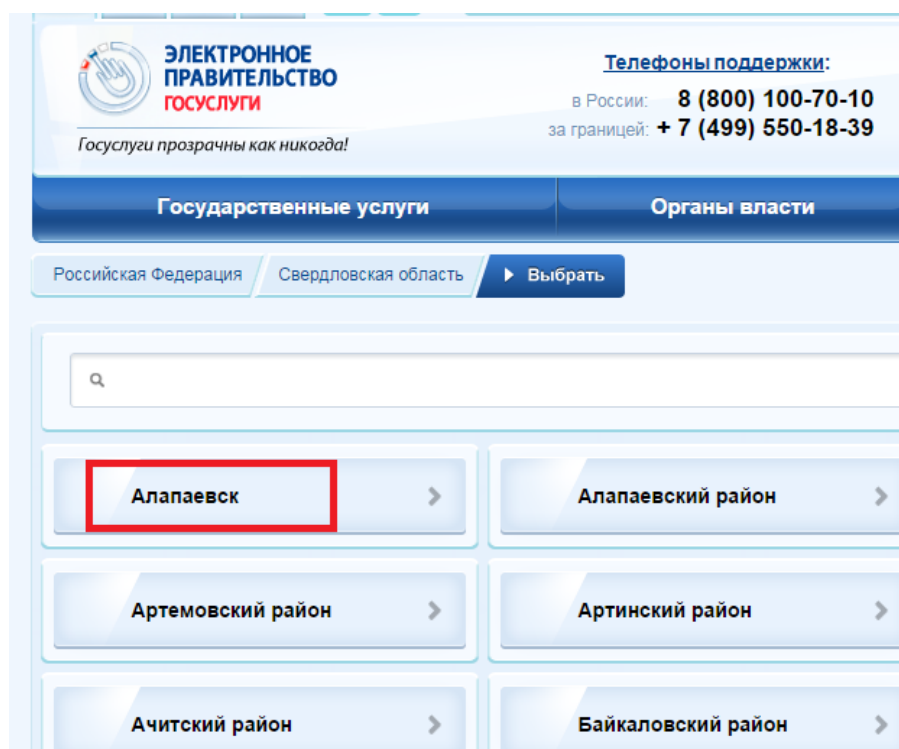 ЭЛЕКТРОННОЕ
ПРАВИТЕЛЬСТВО
ГОСУСЛУГИ
Госуслуги прозрачны как никогда!
Телефоны поддержки:
в России: 8 (800) 100-70-10
за границей: + 7 (499) 550-18-39
Государственные услуги
Органы власти
Российская Федерация
Свердловская область
Выбрать
Алапаевск
Алапаевский район
Артемовский район
Артинский район
Ачитский район
Байкаловский район